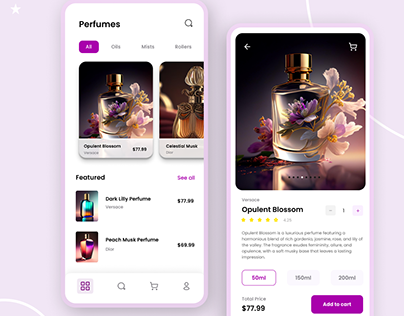 Perfumes
All Oils Mists Rollers
Opulent Blossom
Versace
$77.99
Celestial Musk
Dior
Featured
See all
Dark Lilly Perfume
Versace
$77.99
Peach Musk Perfume
Dior
$69.99
Versace
Opulent Blossom
− 1 +
Opulent Blossom is a luxurious perfume featuring a
harmonious blend of rich gardenia, jasmine, rose, and lily of
the valley. The fragrance exudes femininity, allure, and
opulence, with a soft musky base that leaves a lasting
impression.
50ml 150ml 200ml
Total Price
$77.99
Add to cart